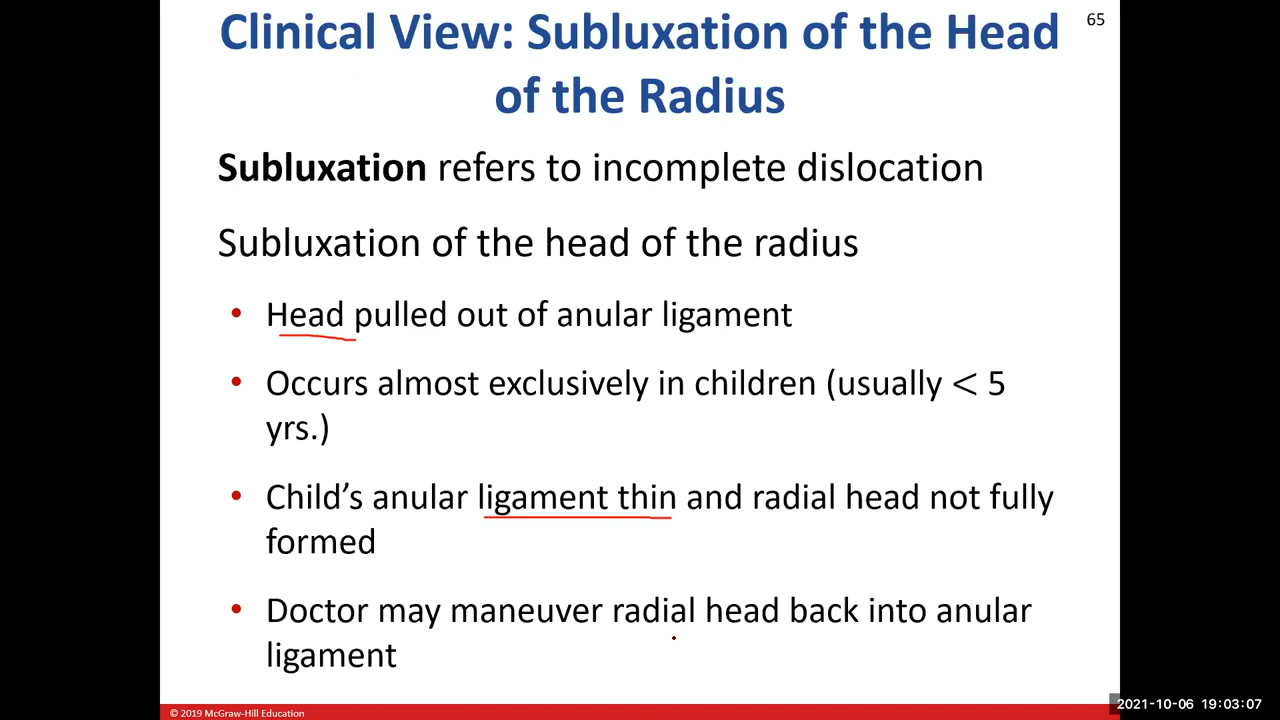 Clinical View: Subluxation of the Head
65
of the Radius
Subluxation refers to incomplete dislocation
Subluxation of the head of the radius
• Head pulled out of anular ligament
• Occurs almost exclusively in children (usually < 5
yrs.)
• Child’s anular ligament thin and radial head not fully
formed
• Doctor may maneuver radial head back into anular
ligament
© 2019 McGraw-Hill Education
2021-10-06 19:03:07